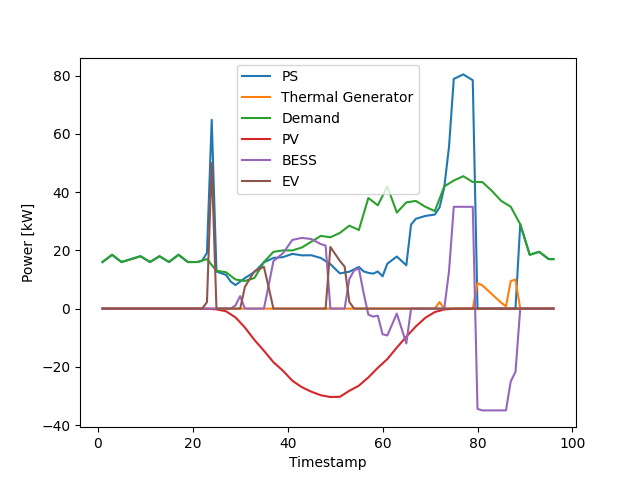 80
60
40
20
0
−20
−40
Power [kW]
PS
Thermal Generator
Demand
PV
BESS
EV
0
20
40
60
80
100
Timestamp